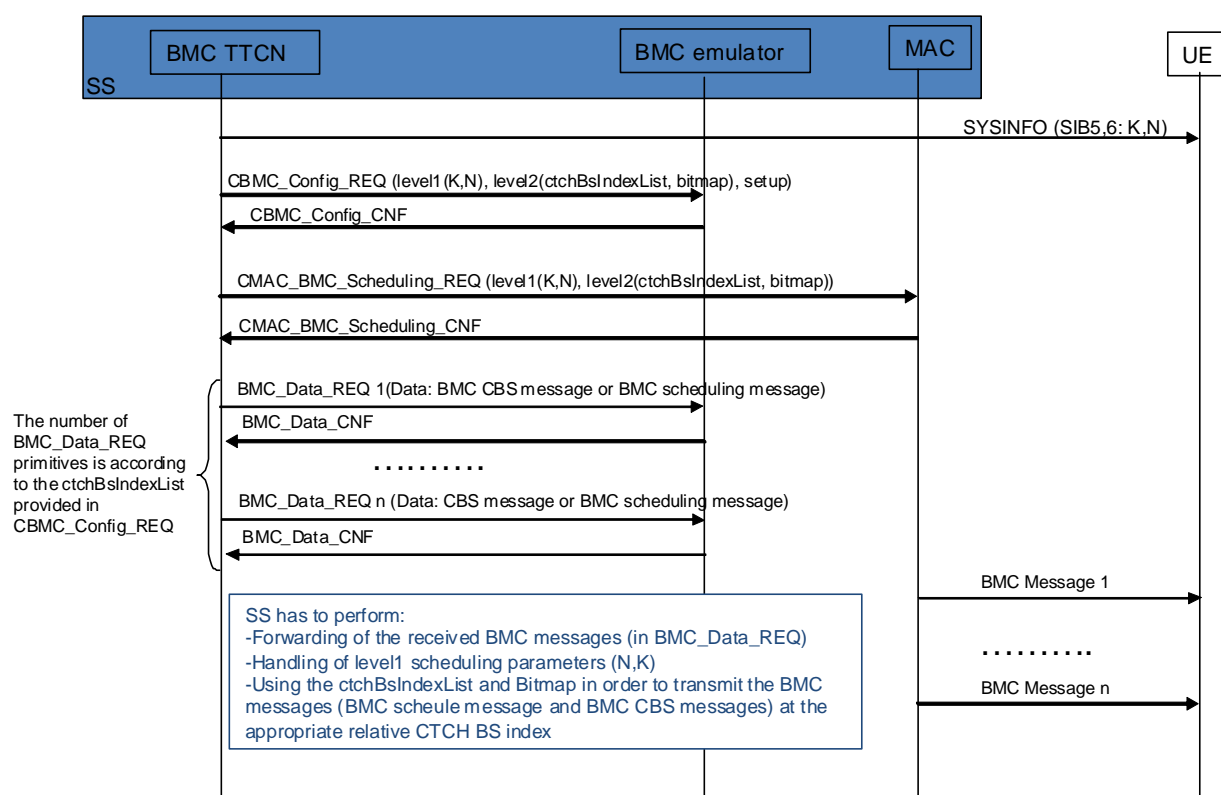 BMC TTCN
BMC emulator
MAC
UE
SS
SYSINFO (SIB5,6: K,N)
CBMC_Config_REQ (level1(K,N), level2(ctchBsIndexList, bitmap), setup)
CBMC_Config_CNF
CMAC_BMC_Scheduling_REQ (level1(K,N), level2(ctchBsIndexList, bitmap))
CMAC_BMC_Scheduling_CNF
The number of
BMC_Data_REQ
primitives is according
to the ctchBsIndexList
provided in
CBMC_Config_REQ
BMC_Data_REQ 1(Data: BMC CBS message or BMC scheduling message)
BMC_Data_CNF
..........
BMC_Data_REQ n (Data: CBS message or BMC scheduling message)
BMC_Data_CNF
BMC Message 1
..........
BMC Message n
SS has to perform:
-Forwarding of the received BMC messages (in BMC_Data_REQ)
-Handling of level1 scheduling parameters (N,K)
-Using the ctchBsIndexList and Bitmap in order to transmit the BMC
messages (BMC scheule message and BMC CBS messages) at the
appropriate relative CTCH BS index